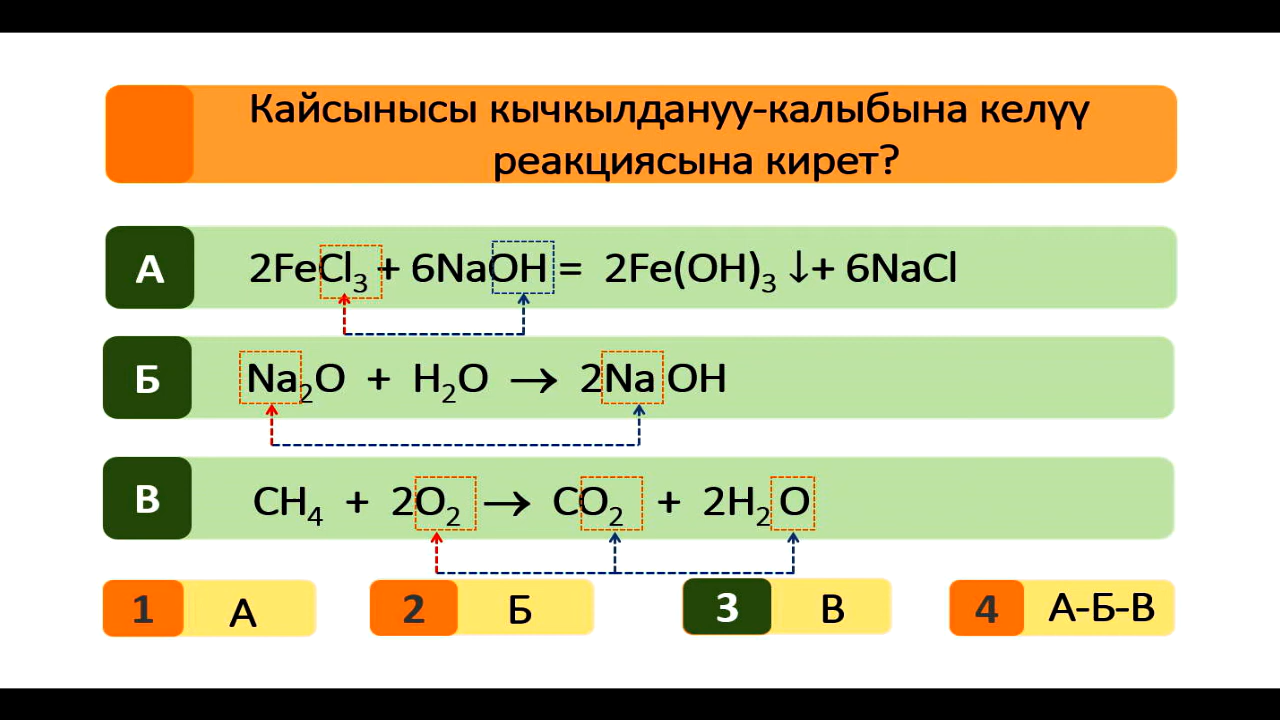 Кайсынысы кычкылдануу-калыбына келүү
реакциясына кирет?
А 2FeCl₃ + 6NaOH = 2Fe(OH)₃ ↓+ 6NaCl
Б Na₂O + H₂O → 2Na OH
В CH₄ + 2O₂ → CO₂ + 2H₂ O
1 А 2 Б 3 В 4 А-Б-В